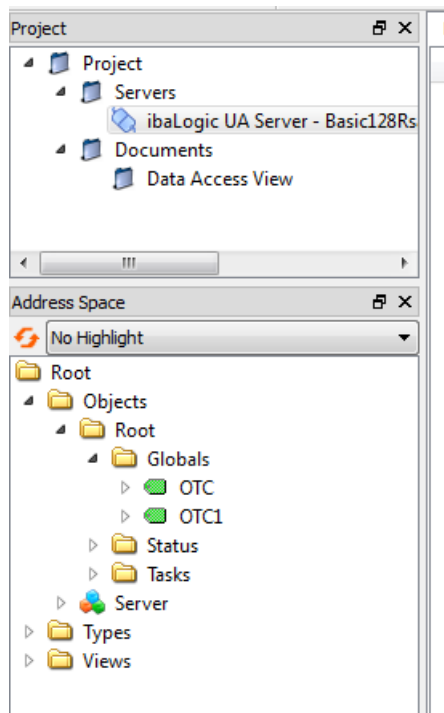 Project
Project
Servers
ibaLogic UA Server - Basic128Rs
Documents
Data Access View
Address Space
No Highlight
Root
Objects
Root
Globals
OTC
OTC1
Status
Tasks
Server
Types
Views